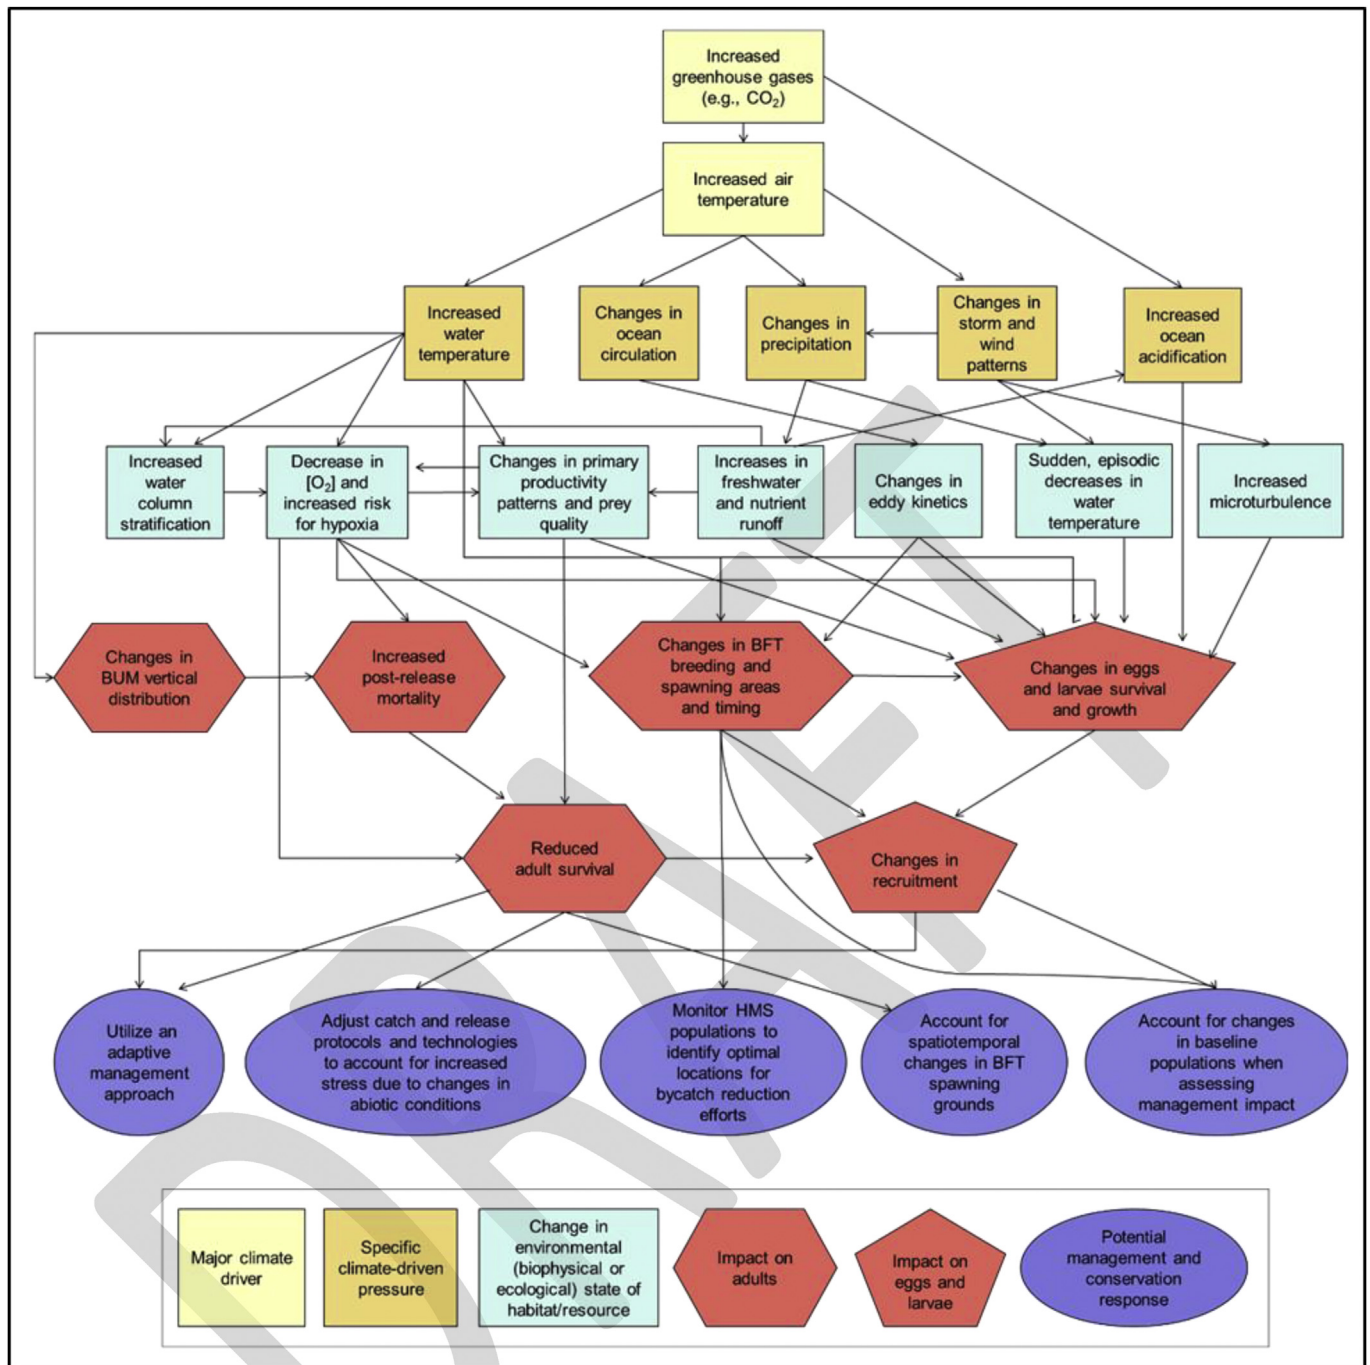 Increased
greenhouse gases
(e.g., CO₂)
Increased air
temperature
Increased
water
temperature
Changes in
ocean
circulation
Changes in
precipitation
Changes in
storm and
wind
patterns
Increased
ocean
acidification
Increased
water
column
stratification
Decrease in
[O₂] and
increased risk
for hypoxia
Changes in primary
productivity
patterns and prey
quality
Increases in
freshwater
and nutrient
runoff
Changes in
eddy kinetics
Sudden, episodic
decreases in
water
temperature
Increased
microturbulence
Changes in
BUM vertical
distribution
Increased
post-release
mortality
Changes in BFT
breeding and
spawning areas
and timing
Changes in eggs
and larvae survival
and growth
Reduced
adult survival
Changes in
recruitment
Utilize an
adaptive
management
approach
Adjust catch and release
protocols and technologies
to account for increased
stress due to changes in
abiotic conditions
Monitor HMS
populations to
identify optimal
locations for
bycatch reduction
efforts
Account for
spatiotemporal
changes in BFT
spawning
grounds
Account for changes
in baseline
populations when
assessing
management impact
Major climate
driver
Specific
climate-driven
pressure
Change in
environmental
(biophysical or
ecological) state of
habitat/resource
Impact on
adults
Impact on
eggs and
larvae
Potential
management and
conservation
response
DRAFT